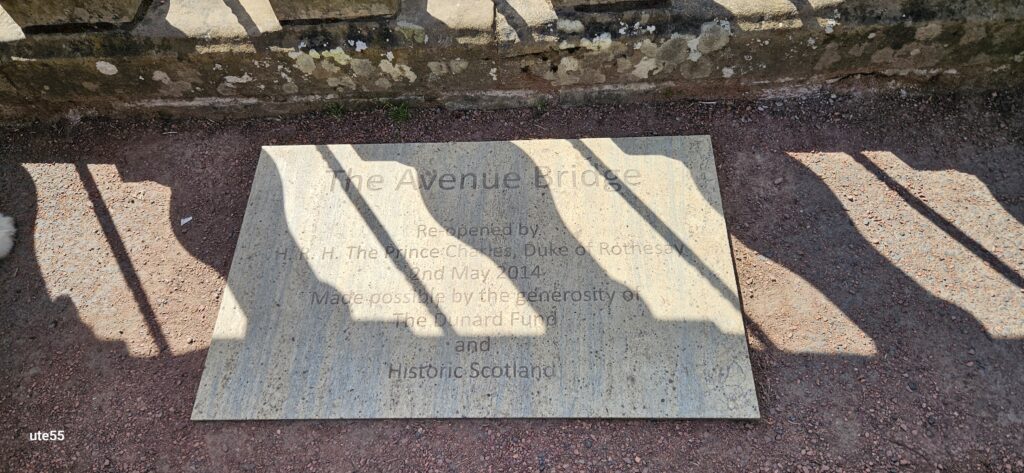 The Avenue Bridge
Re-opened by
H. R. H. The Prince Charles, Duke of Rothesay
2nd May 2014
Made possible by the generosity of
The Dunard Fund
and
Historic Scotland
ute55